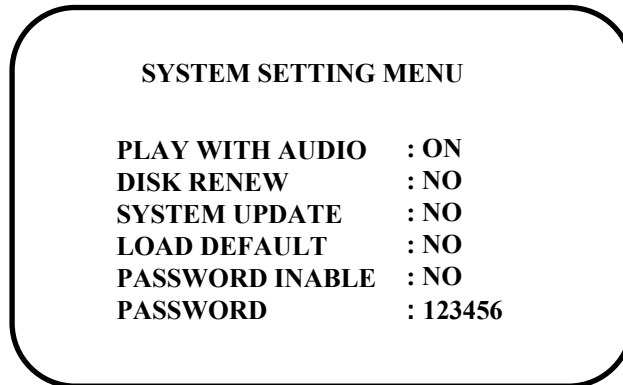 SYSTEM SETTING MENU
PLAY WITH AUDIO : ON
DISK RENEW : NO
SYSTEM UPDATE : NO
LOAD DEFAULT : NO
PASSWORD INABLE : NO
PASSWORD : 123456